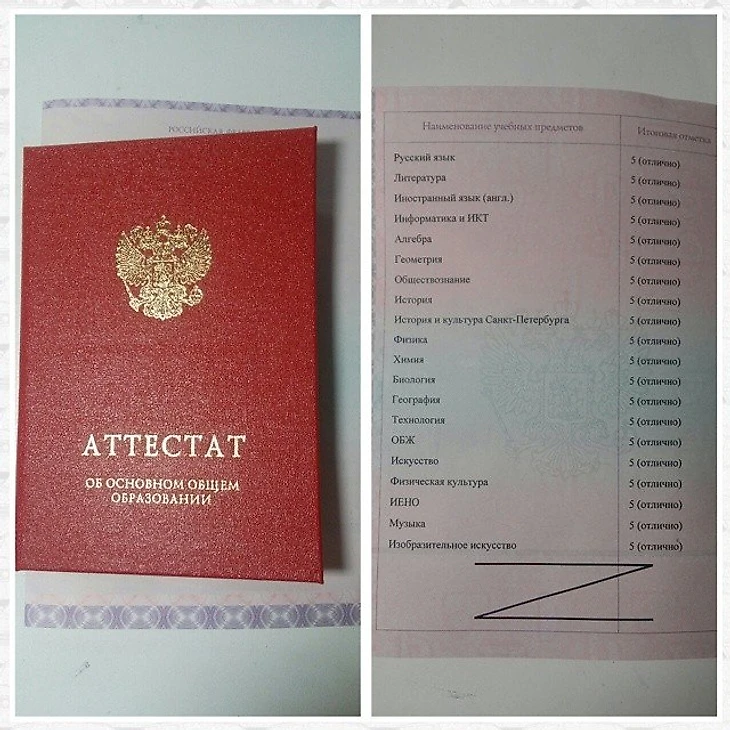 РОССИЙСКАЯ
АТТЕСТАТ
ОБ ОСНОВНОМ ОБЩЕМ
ОБРАЗОВАНИИ
Наименование учебных предметов Итоговая отметка
Русский язык 5 (отлично)
Литература 5 (отлично)
Иностранный язык (англ.) 5 (отлично)
Информатика и ИКТ 5 (отлично)
Алгебра 5 (отлично)
Геометрия 5 (отлично)
Обществознание 5 (отлично)
История 5 (отлично)
История и культура Санкт-Петербурга 5 (отлично)
Физика 5 (отлично)
Химия 5 (отлично)
Биология 5 (отлично)
География 5 (отлично)
Технология 5 (отлично)
ОБЖ 5 (отлично)
Искусство 5 (отлично)
Физическая культура 5 (отлично)
ИЕНО 5 (отлично)
Музыка 5 (отлично)
Изобразительное искусство 5 (отлично)